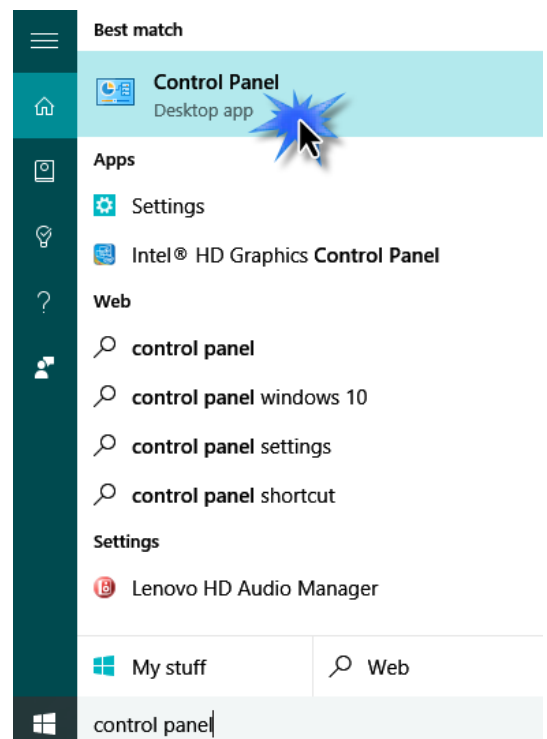 Best match
Control Panel
Desktop app
Apps
Settings
Intel® HD Graphics Control Panel
Web
control panel
control panel windows 10
control panel settings
control panel shortcut
Settings
Lenovo HD Audio Manager
My stuff
Web
control panel